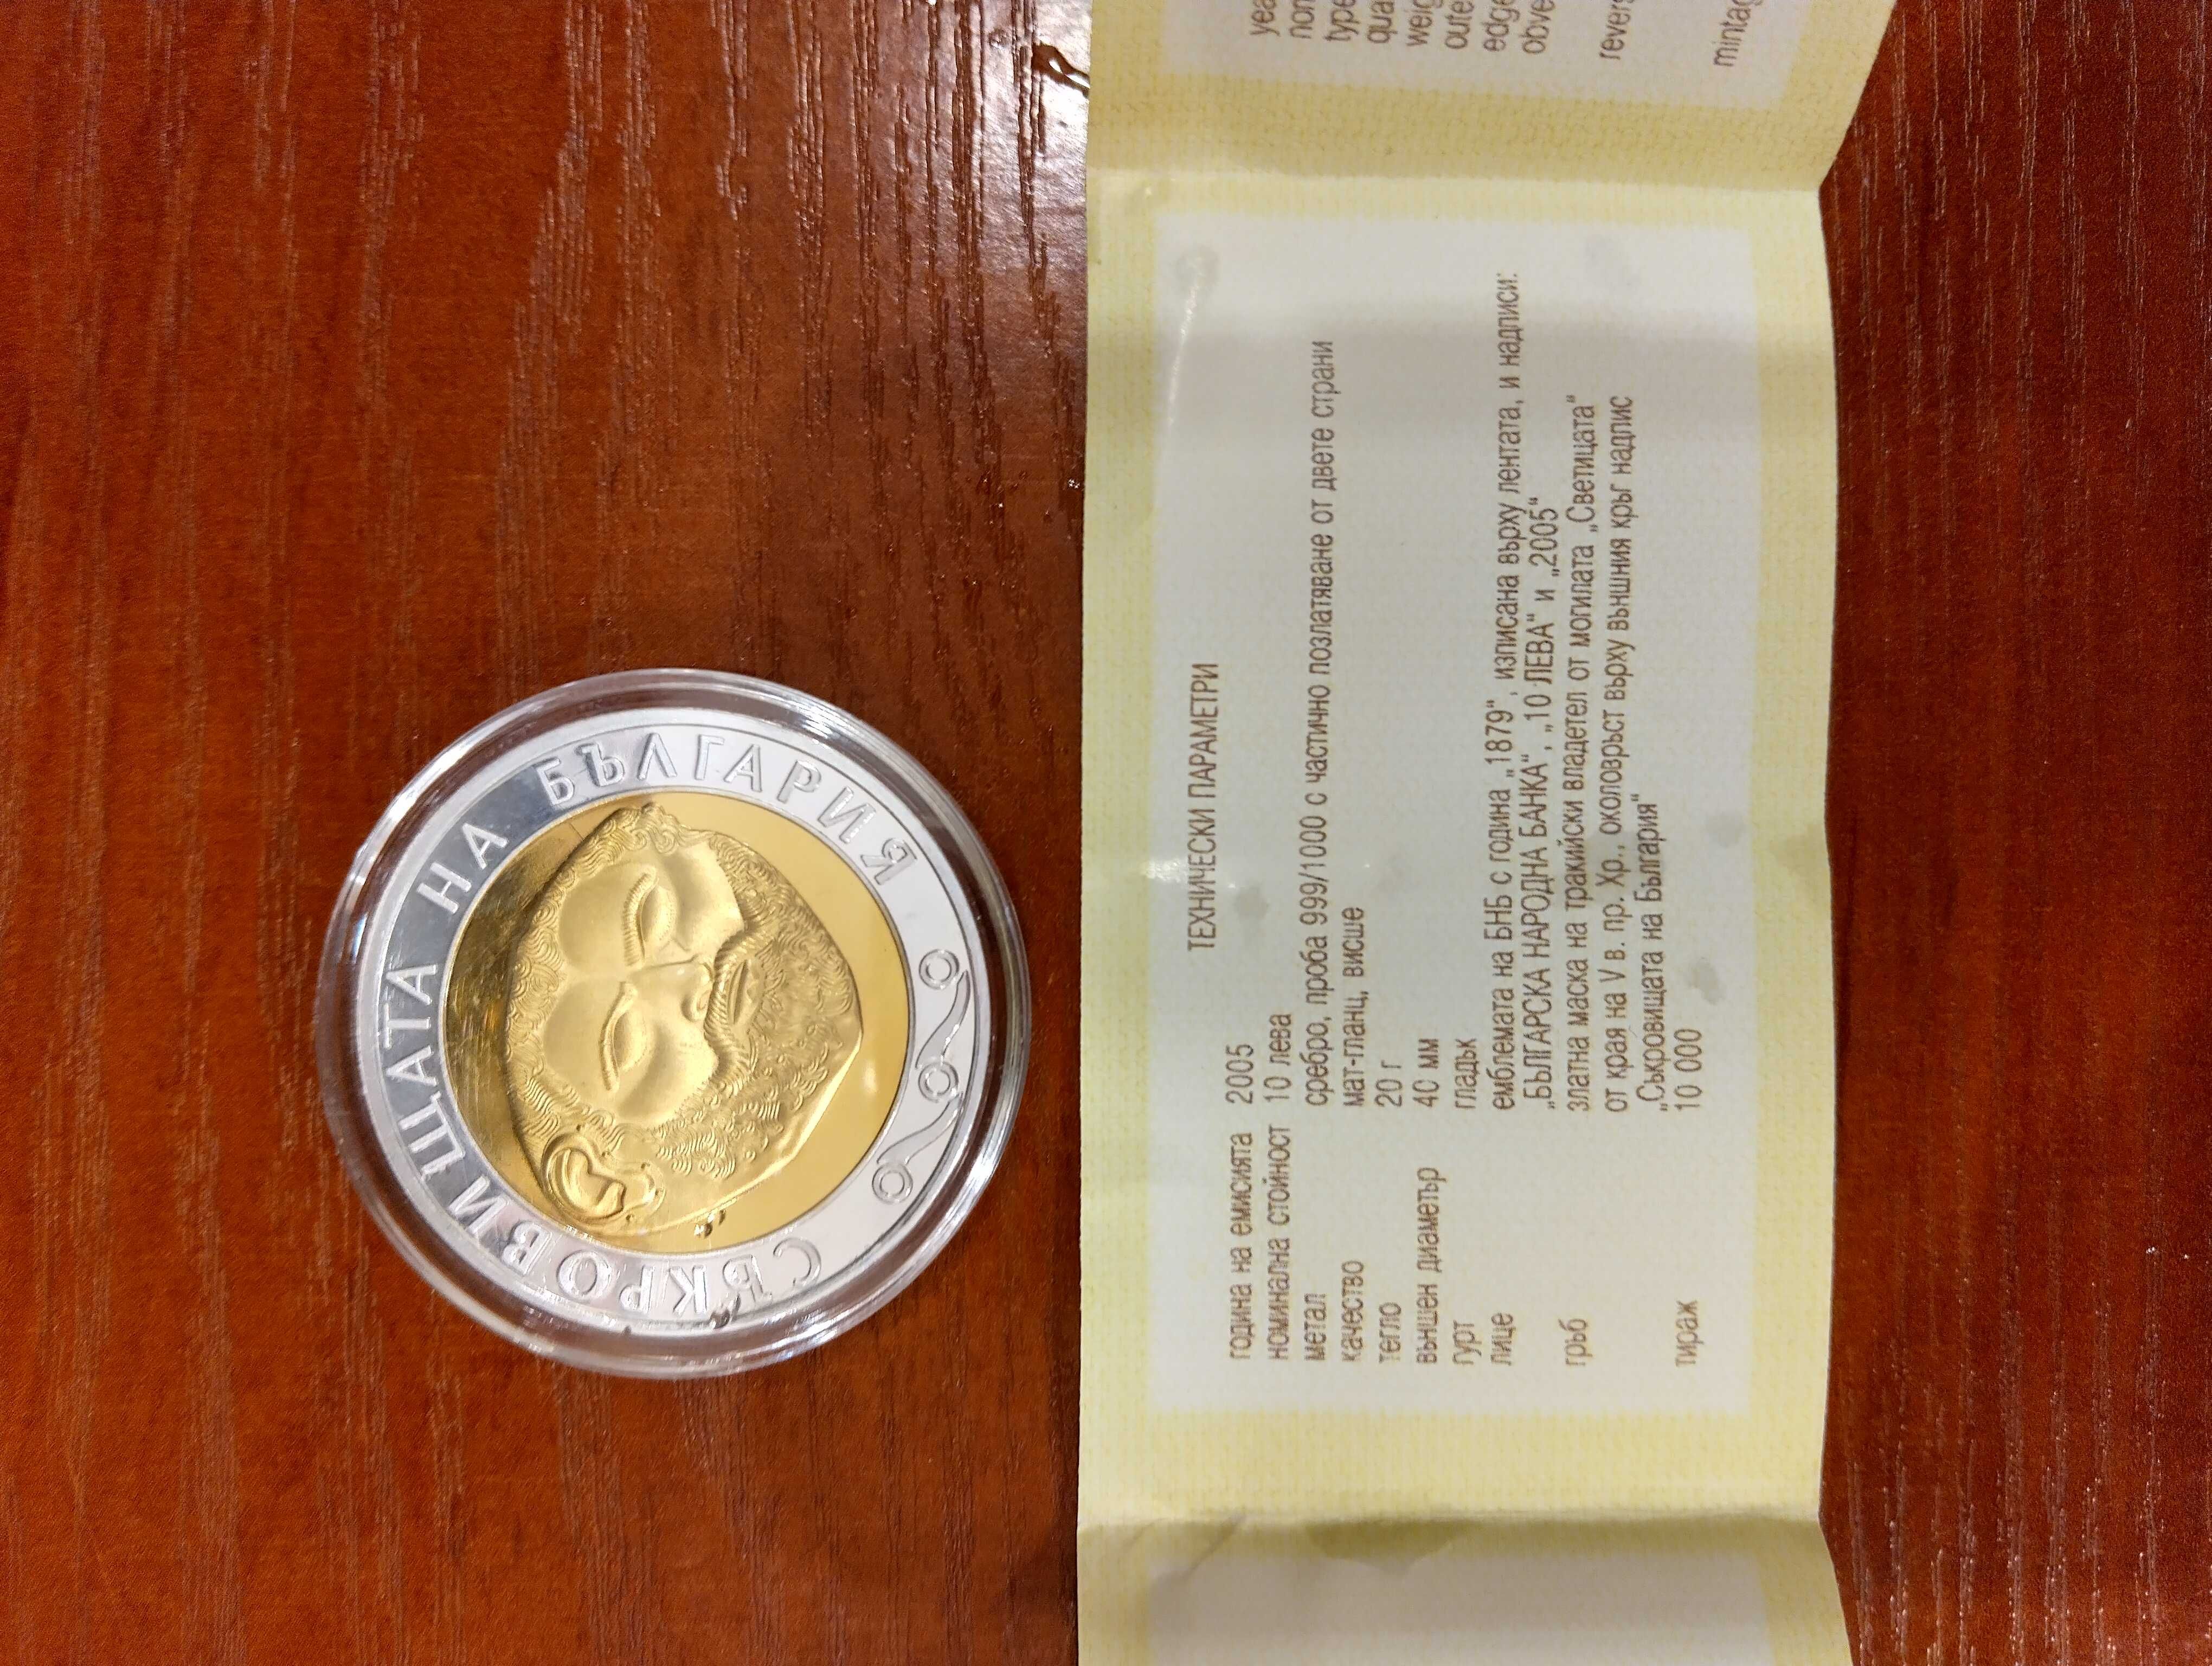 СЪКРОВИЩАТА НА БЪЛГАРИЯ
ТЕХНИЧЕСКИ ПАРАМЕТРИ
година на емисията 2005
номинална стойност 10 лева
метал сребро, проба 999/1000 с частично позлатяване от двете страни
качество мат-гланц, висше
тегло 20 г
външен диаметър 40 мм
гурт гладък
лице емблемата на БНБ с година „1879“, изписана върху лентата, и надписи:
„БЪЛГАРСКА НАРОДНА БАНКА“, „10 ЛЕВА“ и „2005“
гръб златна маска на тракийски владетел от могилата „Светицата“
от края на V в. пр. Хр., околовръст върху външния кръг надпис
„Съкровищата на България“
тираж 10 000